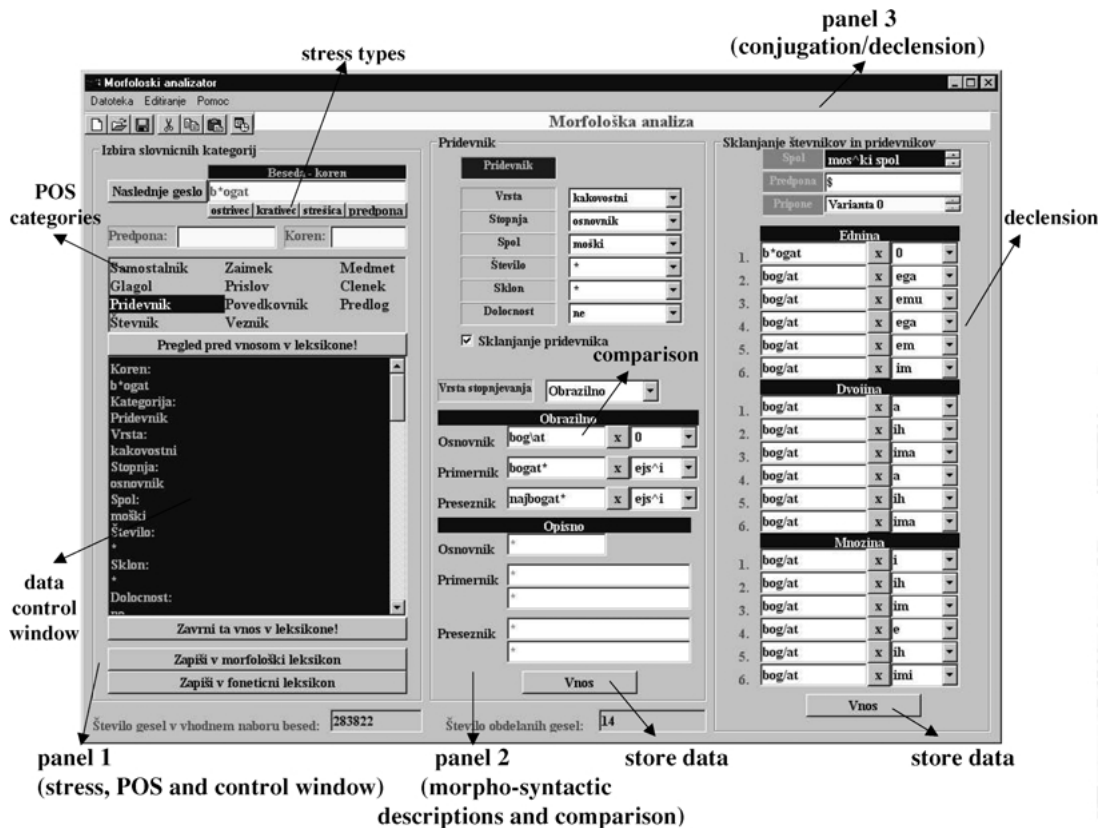 panel 3
(conjugation/declension)
stress types
Morfoloski analizator
Datoteka Editiranje Pomoc
Morfološka analiza
POS
categories
Izbira slovnicnih kategorij
Beseda - koren
Naslednje geslo b*ogat
ostrivec krativec strešica predpona
Predpona: Koren:
Samostalnik Zaimek Medmet
Glagol Prislov Clenek
Pridevnik Povedkovnik Predlog
Števnik Veznik
Pregled pred vnosom v leksikone!
Koren:
b*ogat
Kategorija:
Pridevnik
Vrsta:
kakovostni
Stopnja:
osnovnik
Spol:
moški
Število:
*
Sklon:
*
Dolocnost:
ne
data
control
window
Zavrni ta vnos v leksikone!
Zapiši v morfološki leksikon
Zapiši v foneticni leksikon
Število gesel v vhodnem naboru besed: 283822
Pridevnik
Pridevnik
Vrsta kakovostni
Stopnja osnovnik
Spol moški
Število *
Sklon *
Dolocnost ne
Sklanjanje pridevnika
comparison
Vrsta stopnjevanja Obrazilno
Obrazilno
Osnovnik bog\at x 0
Primernik bogat* x ejs^i
Preseznik najbogat* x ejs^i
Opisno
Osnovnik *
Primernik *
*
Preseznik *
*
Vnos
Število obdelanih gesel: 14
Sklanjanje števnikov in pridevnikov
Spol mos^ki spol
Predpona $
Pripone Varianta 0
declension
Ednina
1. b*ogat x 0
2. bog/at x ega
3. bog/at x emu
4. bog/at x ega
5. bog/at x em
6. bog/at x im
Dvojina
1. bog/at x a
2. bog/at x ih
3. bog/at x ima
4. bog/at x a
5. bog/at x ih
6. bog/at x ima
Mnozina
1. bog/at x i
2. bog/at x ih
3. bog/at x im
4. bog/at x e
5. bog/at x ih
6. bog/at x imi
Vnos
panel 1
(stress, POS and control window)
panel 2
(morpho-syntactic
descriptions and comparison)
store data
store data